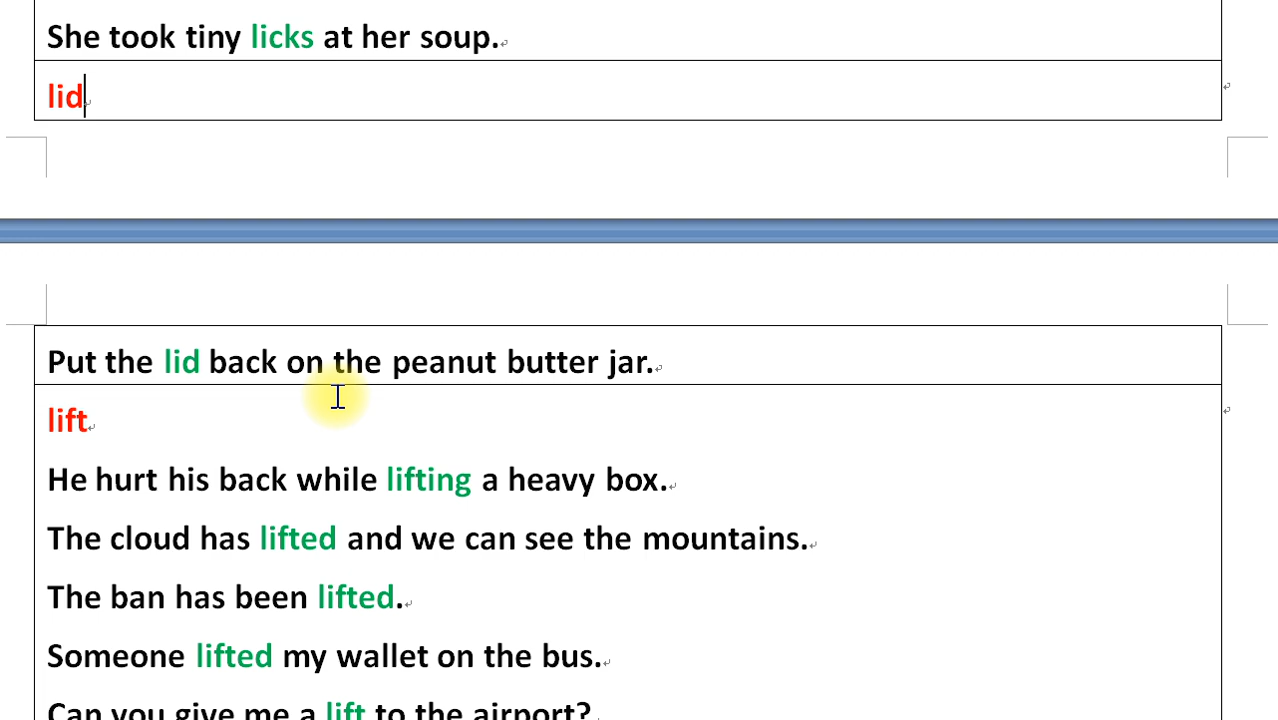 She took tiny licks at her soup.
lid
Put the lid back on the peanut butter jar.
lift
He hurt his back while lifting a heavy box.
The cloud has lifted and we can see the mountains.
The ban has been lifted.
Someone lifted my wallet on the bus.
Can you give me a lift to the airport?